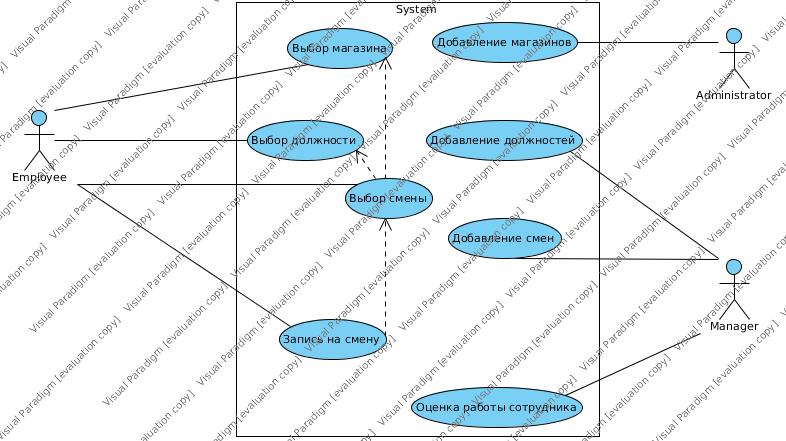 System
Выбор магазина
Добавление магазинов
Administrator
Employee
Выбор должности
Добавление должностей
Выбор смены
Добавление смен
Manager
Запись на смену
Оценка работы сотрудника
Visual Paradigm [evaluation copy]